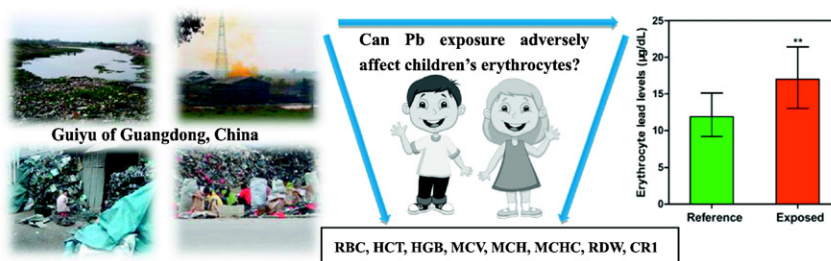 Guiyu of Guangdong, China
Can Pb exposure adversely
affect children's erythrocytes?
RBC, HCT, HGB, MCV, MCH, MCHC, RDW, CR1
Erythrocyte lead levels (μg/dL)
25
20
15
10
5
0
**
Reference
Exposed